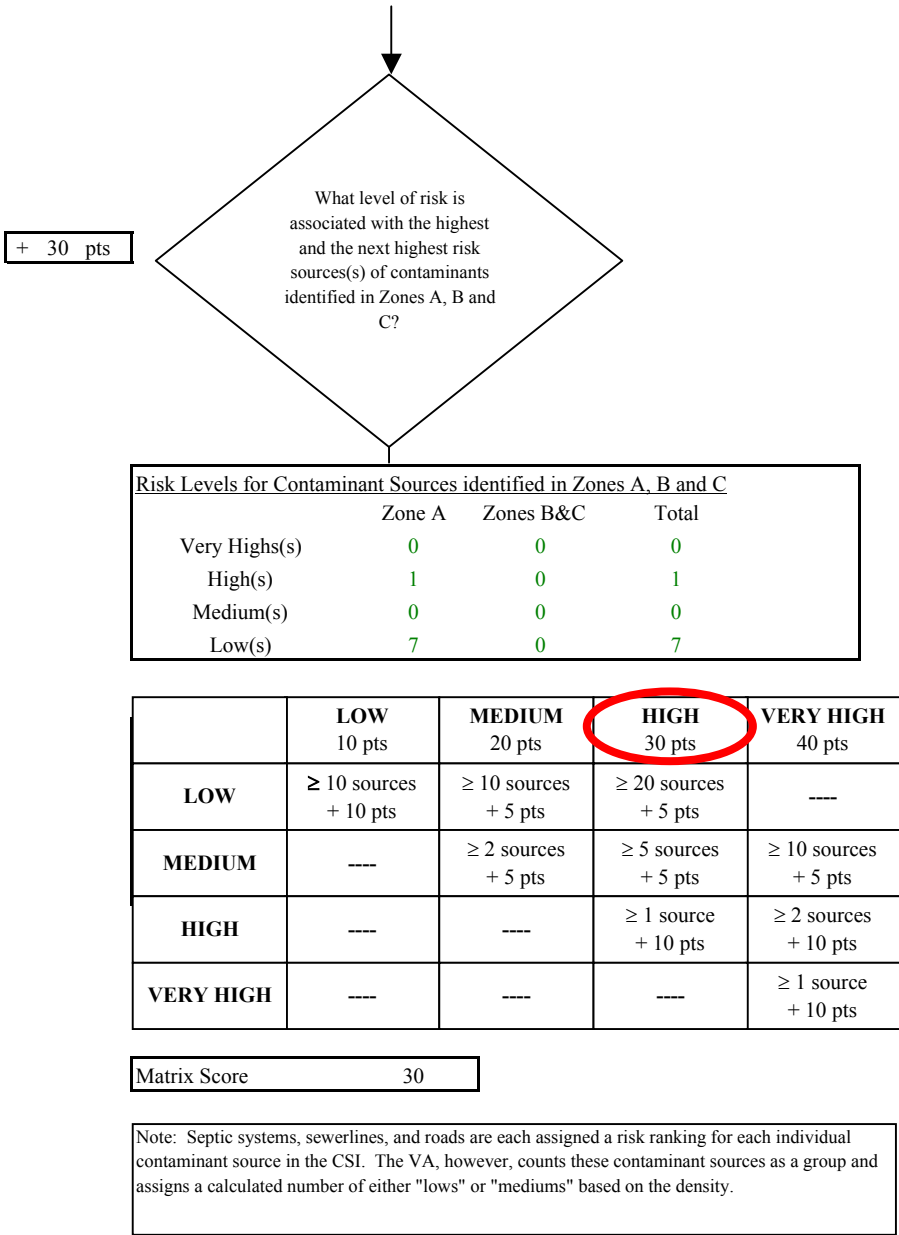 What level of risk is
associated with the highest
and the next highest risk
sources(s) of contaminants
identified in Zones A, B and
C?
+ 30 pts
Risk Levels for Contaminant Sources identified in Zones A, B and C
Zone A Zones B&C Total
Very Highs(s) 0 0 0
High(s) 1 0 1
Medium(s) 0 0 0
Low(s) 7 0 7
LOW MEDIUM HIGH VERY HIGH
10 pts 20 pts 30 pts 40 pts
LOW ≥ 10 sources ≥ 10 sources ≥ 20 sources ----
+ 10 pts + 5 pts + 5 pts
MEDIUM ---- ≥ 2 sources ≥ 5 sources ≥ 10 sources
+ 5 pts + 5 pts + 5 pts
HIGH ---- ---- ≥ 1 source ≥ 2 sources
+ 10 pts + 10 pts
VERY HIGH ---- ---- ---- ≥ 1 source
+ 10 pts
Matrix Score 30
Note: Septic systems, sewerlines, and roads are each assigned a risk ranking for each individual
contaminant source in the CSI. The VA, however, counts these contaminant sources as a group and
assigns a calculated number of either "lows" or "mediums" based on the density.